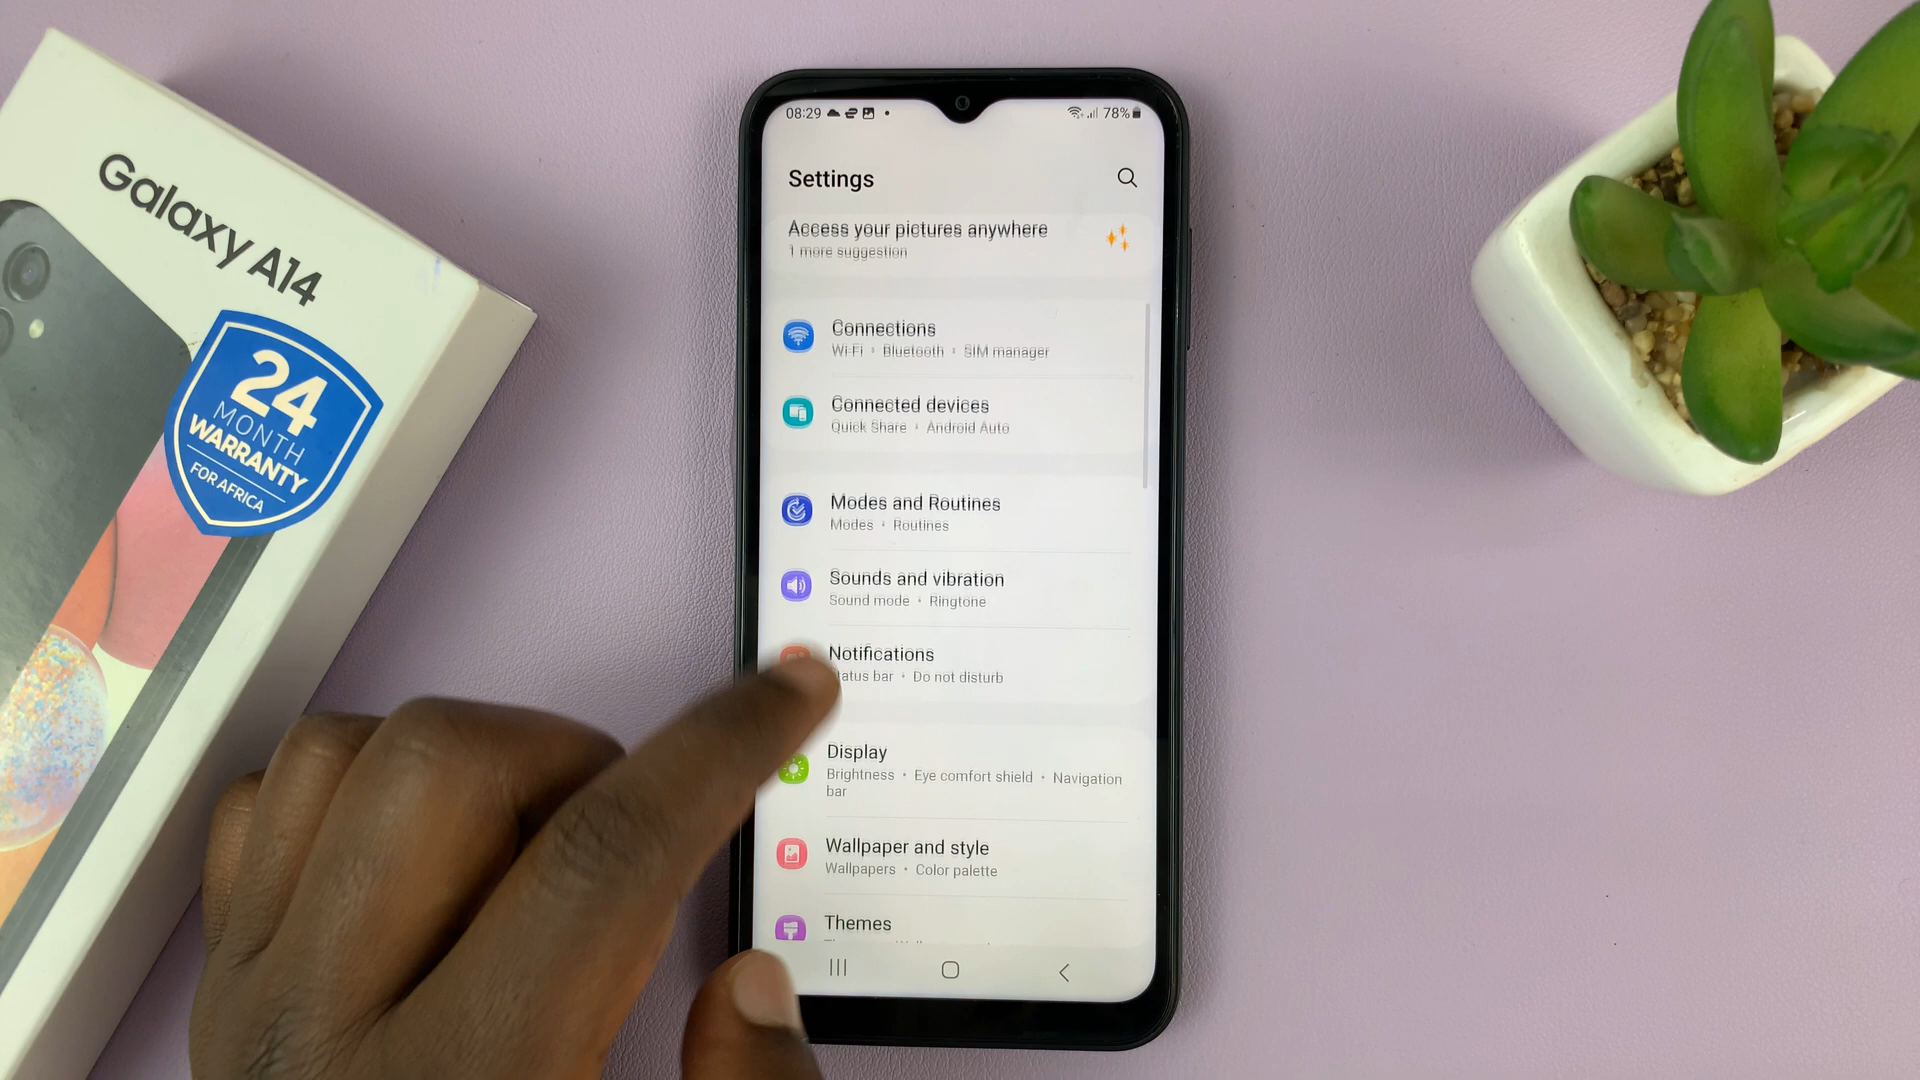 Galaxy A14
24
MONTH
WARRANTY
FOR AFRICA
08:29
78%
Settings
Access your pictures anywhere
1 more suggestion
Connections
Wi-Fi • Bluetooth • SIM manager
Connected devices
Quick Share • Android Auto
Modes and Routines
Modes • Routines
Sounds and vibration
Sound mode • Ringtone
Notifications
tatus bar • Do not disturb
Display
Brightness • Eye comfort shield • Navigation
bar
Wallpaper and style
Wallpapers • Color palette
Themes